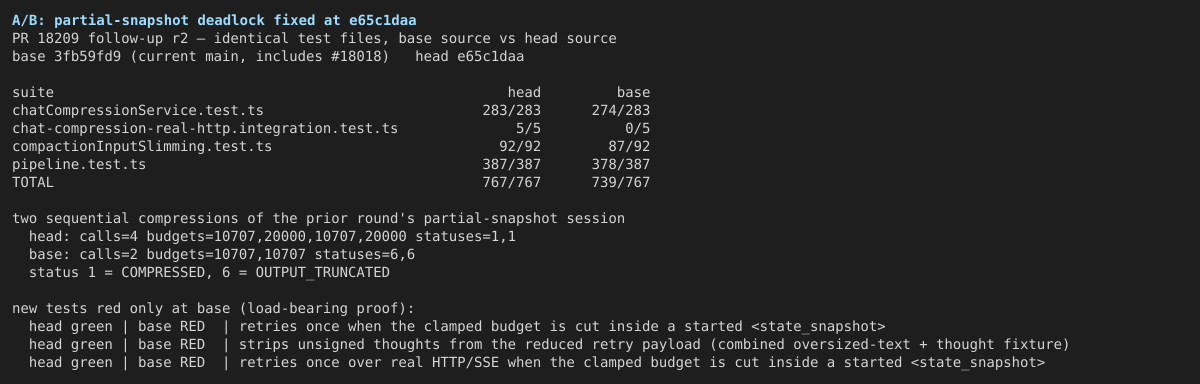 A/B: partial-snapshot deadlock fixed at e65c1daa
PR 18209 follow-up r2 — identical test files, base source vs head source
base 3fb59fd9 (current main, includes #18018)   head e65c1daa
suite                                                    head      base
chatCompressionService.test.ts                        283/283   274/283
chat-compression-real-http.integration.test.ts            5/5       0/5
compactionInputSlimming.test.ts                         92/92     87/92
pipeline.test.ts                                      387/387   378/387
TOTAL                                                 767/767   739/767
two sequential compressions of the prior round's partial-snapshot session
  head: calls=4 budgets=10707,20000,10707,20000 statuses=1,1
  base: calls=2 budgets=10707,10707 statuses=6,6
  status 1 = COMPRESSED, 6 = OUTPUT_TRUNCATED
new tests red only at base (load-bearing proof):
  head green | base RED  | retries once when the clamped budget is cut inside a started <state_snapshot>
  head green | base RED  | strips unsigned thoughts from the reduced retry payload (combined oversized-text + thought fixture)
  head green | base RED  | retries once over real HTTP/SSE when the clamped budget is cut inside a started <state_snapshot>